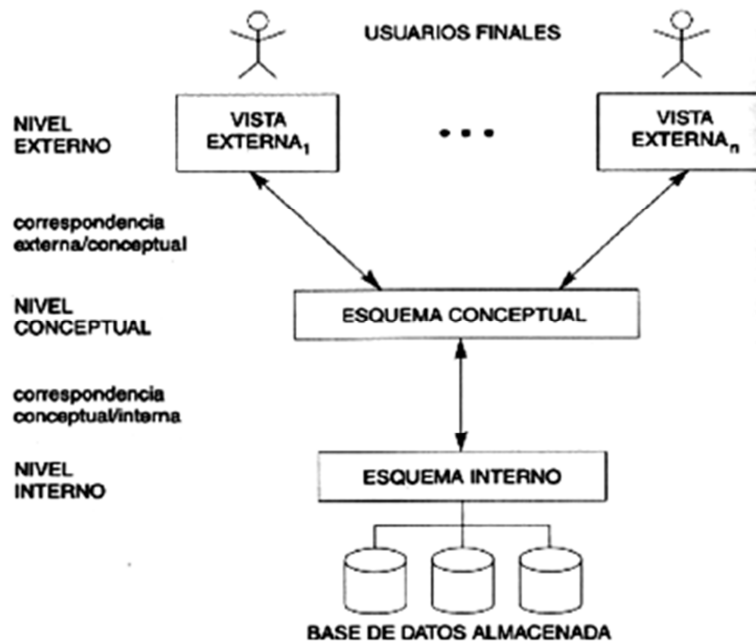 USUARIOS FINALES
NIVEL
EXTERNO
VISTA
EXTERNA1
• • •
VISTA
EXTERNAn
correspondencia
externa/conceptual
NIVEL
CONCEPTUAL
ESQUEMA CONCEPTUAL
correspondencia
conceptual/interna
NIVEL
INTERNO
ESQUEMA INTERNO
BASE DE DATOS ALMACENADA